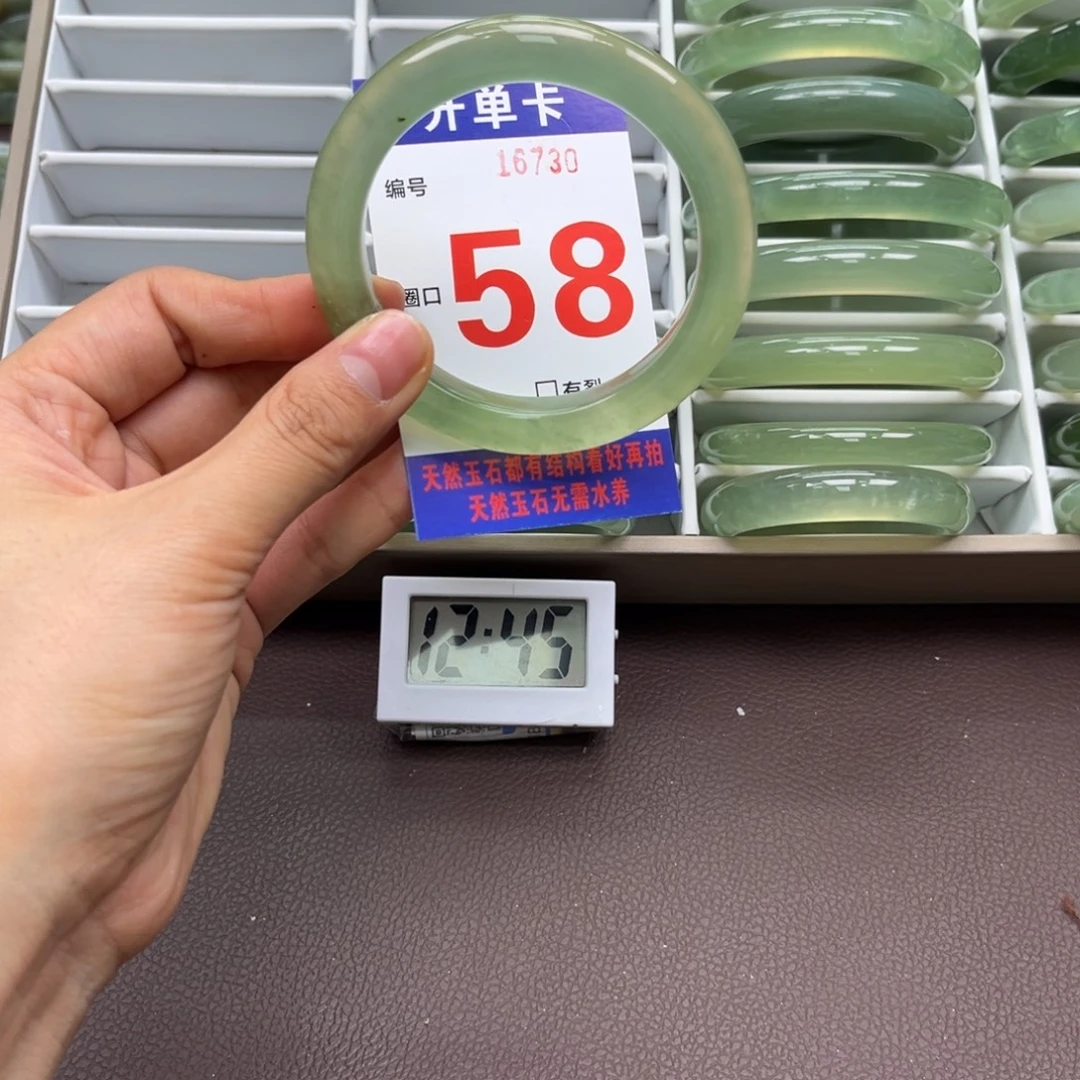 开单卡
编号 16730
圈口 58
□有裂
天然玉石都有结构看好再拍
天然玉石无需水养
12:45